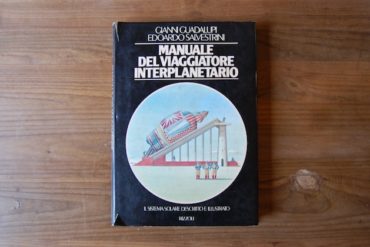 GIANNI GUADALUPI
EDOARDO SALVESTRINI
MANUALE
DEL VIAGGIATORE
INTERPLANETARIO
IL SISTEMA SOLARE DESCRITTO E ILLUSTRATO
RIZZOLI